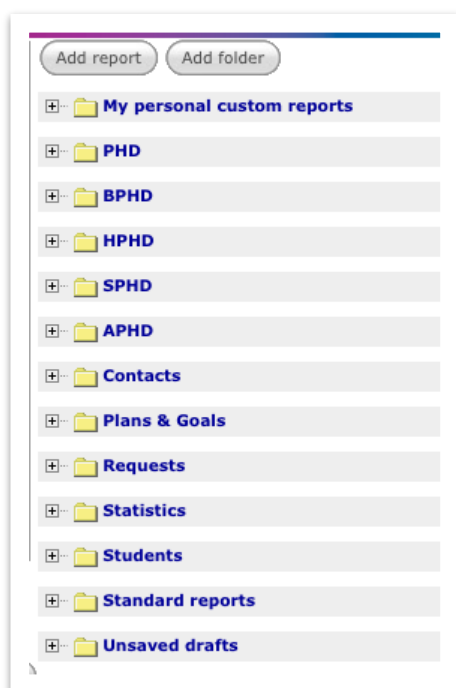 Add report Add folder
My personal custom reports
PHD
BPHD
HPHD
SPHD
APHD
Contacts
Plans & Goals
Requests
Statistics
Students
Standard reports
Unsaved drafts